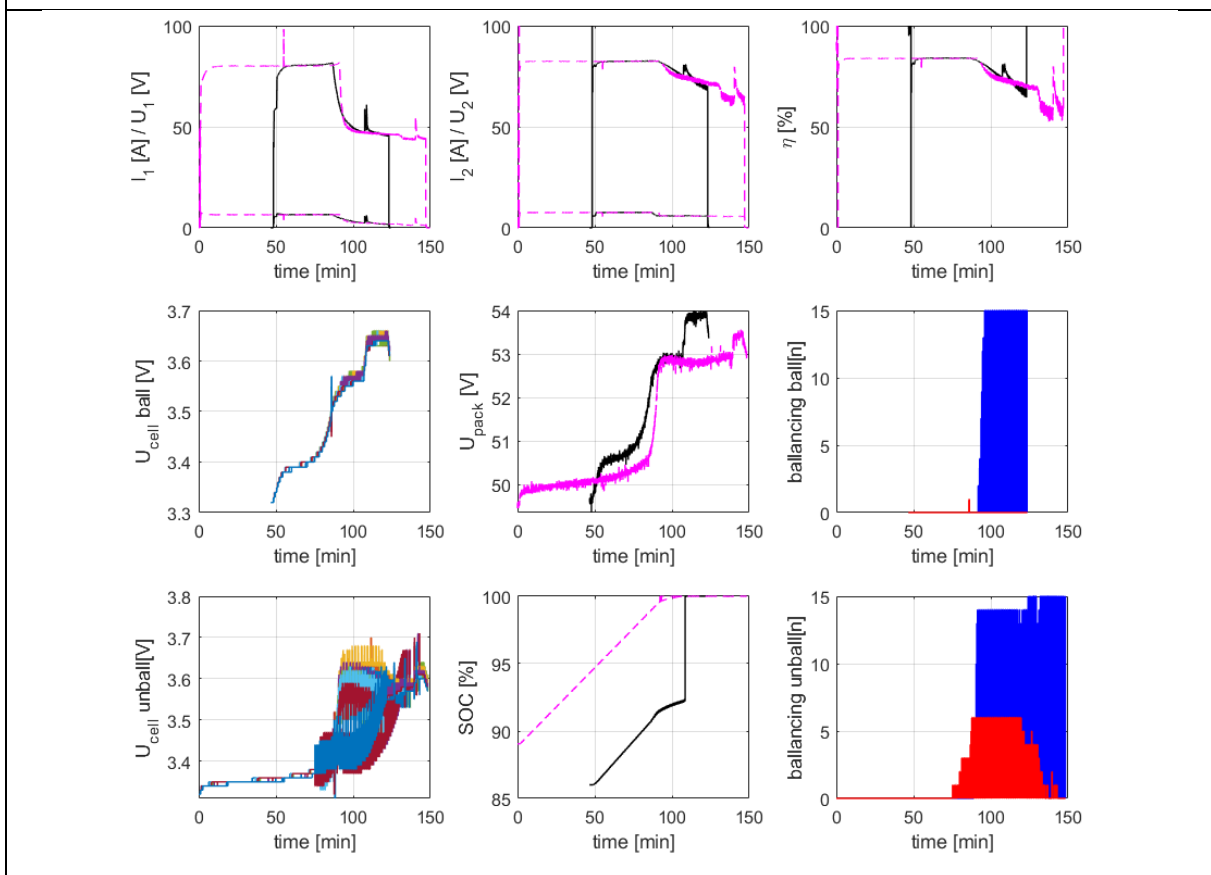 100
50
0
I1 [A] / U1 [V]
0 50 100 150
time [min]
100
50
0
I2 [A] / U2 [V]
0 50 100 150
time [min]
100
50
0
η [%]
0 50 100 150
time [min]
3.7
3.6
3.5
3.4
3.3
Ucell ball [V]
0 50 100 150
time [min]
54
53
52
51
50
Upack [V]
0 50 100 150
time [min]
15
10
5
0
ballancing ball[n]
0 50 100 150
time [min]
3.8
3.7
3.6
3.5
3.4
Ucell unball[V]
0 50 100 150
time [min]
100
95
90
85
SOC [%]
0 50 100 150
time [min]
15
10
5
0
ballancing unball[n]
0 50 100 150
time [min]